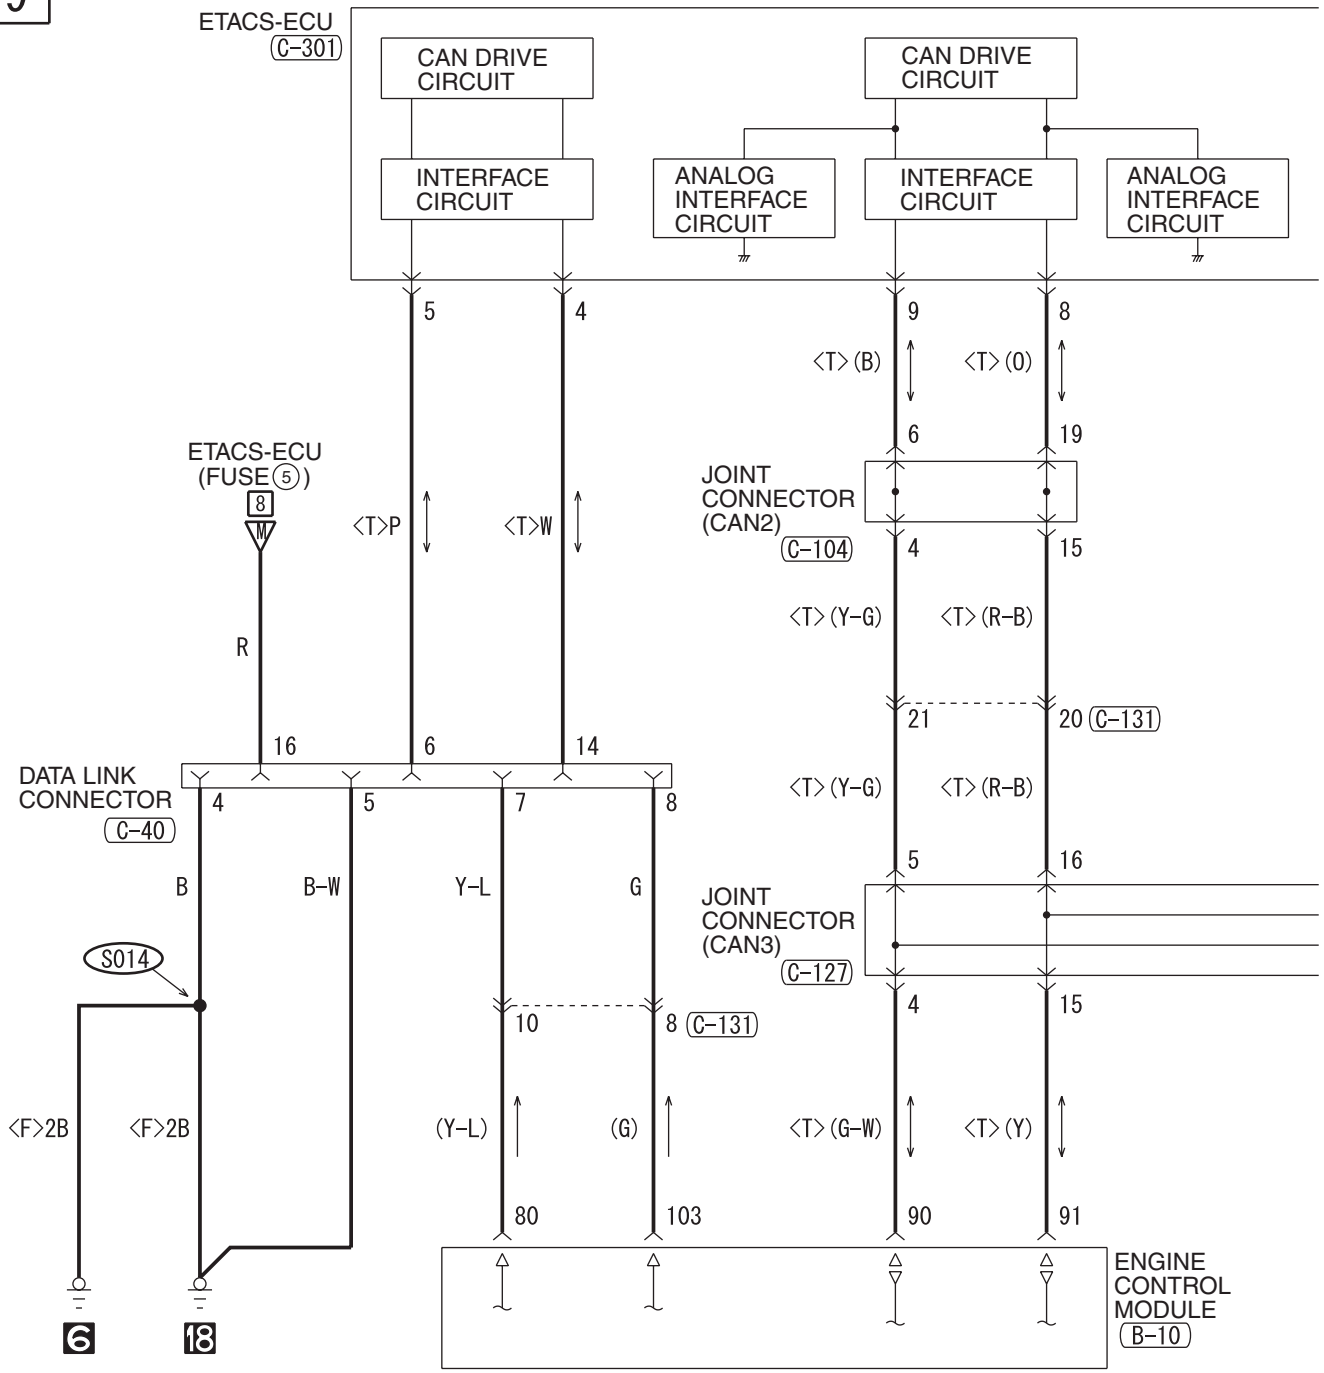 9
ETACS-ECU
C-301
CAN DRIVE
CIRCUIT
CAN DRIVE
CIRCUIT
INTERFACE
CIRCUIT
ANALOG
INTERFACE
CIRCUIT
INTERFACE
CIRCUIT
ANALOG
INTERFACE
CIRCUIT
5
4
9
8
<T>(B)
<T>(O)
6
19
ETACS-ECU
(FUSE⑤)
8
M
<T>P
<T>W
JOINT
CONNECTOR
(CAN2)
C-104
4
15
<T>(Y-G)
<T>(R-B)
R
21
20
C-131
16
6
14
DATA LINK
CONNECTOR
C-40
4
5
7
8
<T>(Y-G)
<T>(R-B)
5
16
B
B-W
Y-L
G
JOINT
CONNECTOR
(CAN3)
C-127
S014
4
15
10
8
C-131
<F>2B
<F>2B
(Y-L)
(G)
<T>(G-W)
<T>(Y)
80
103
90
91
ENGINE
CONTROL
MODULE
B-10
6
18